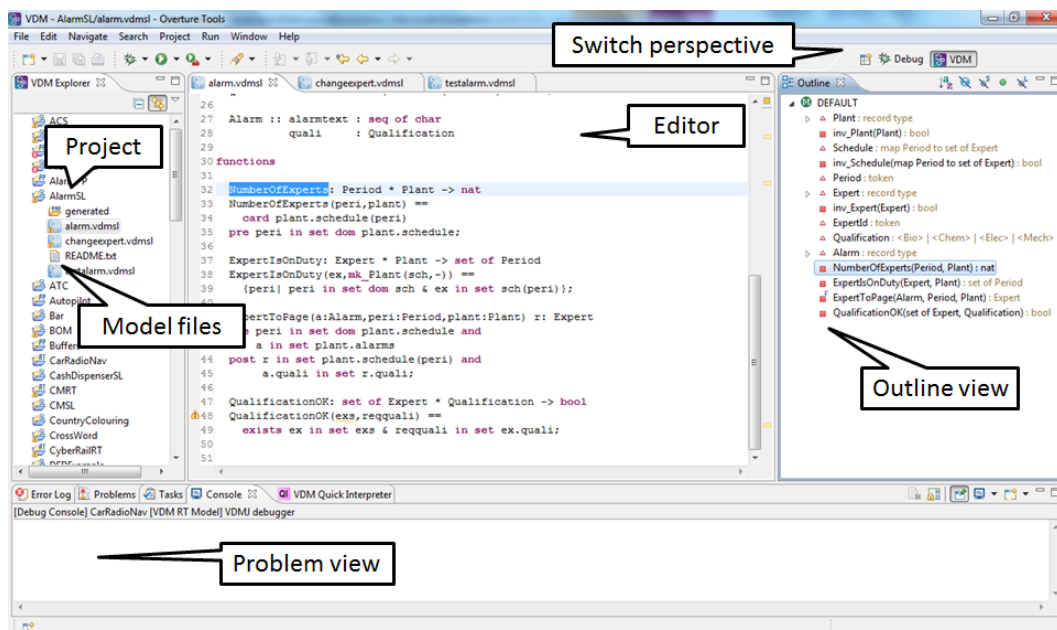 VDM - AlarmSL/alarm.vdmsl - Overture Tools
File Edit Navigate Search Project Run Window Help
Switch perspective
Debug VDM
VDM Explorer
ACS
Project
AlarmSL
generated
alarm.vdmsl
changeexpert.vdmsl
README.txt
ATC
Autopilot
Bar
BOM
Model files
Buffers
CarRadioNav
CashDispenserSL
CMRT
CMSL
CountryColouring
CrossWord
CyberRailRT
alarm.vdmsl changeexpert.vdmsl testalarm.vdmsl
Editor
26
27 Alarm :: alarmtext : seq of char
28 quali : Qualification
29
30 functions
31
32 NumberOfExperts: Period * Plant -> nat
33 NumberOfExperts(peri,plant) ==
34 card plant.schedule(peri)
35 pre peri in set dom plant.schedule;
36
37 ExpertIsOnDuty: Expert * Plant -> set of Period
38 ExpertIsOnDuty(ex,mk_Plant(sch,-)) ==
39 {peri| peri in set dom sch & ex in set sch(peri)};
40
pertToPage(a:Alarm,peri:Period,plant:Plant) r: Expert
peri in set dom plant.schedule and
a in set plant.alarms
44 post r in set plant.schedule(peri) and
45 a.quali in set r.quali;
46
47 QualificationOK: set of Expert * Qualification -> bool
48 QualificationOK(exs,reqquali) ==
49 exists ex in set exs & reqquali in set ex.quali;
50
51
Outline
DEFAULT
Plant : record type
inv_Plant(Plant) : bool
Schedule : map Period to set of Expert
inv_Schedule(map Period to set of Expert) : bool
Period : token
Expert : record type
inv_Expert(Expert) : bool
ExpertId : token
Qualification : <Bio> | <Chem> | <Elec> | <Mech>
Alarm : record type
NumberOfExperts(Period, Plant) : nat
ExpertIsOnDuty(Expert, Plant) : set of Period
ExpertToPage(Alarm, Period, Plant) : Expert
QualificationOK(set of Expert, Qualification) : bool
Outline view
Error Log Problems Tasks Console VDM Quick Interpreter
[Debug Console] CarRadioNav [VDM RT Model] VDMJ debugger
Problem view